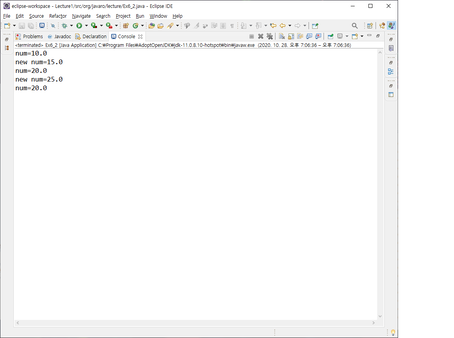 eclipse-workspace - Lecture1/src/org/javaro/lecture/Ex6_2.java - Eclipse IDE
File Edit Source Refactor Navigate Search Project Run Window Help
Problems Javadoc Declaration Console
<terminated> Ex6_2 [Java Application] C:₩Program Files₩AdoptOpenJDK₩jdk-11.0.8.10-hotspot₩bin₩javaw.exe (2020. 10. 28. 오후 7:06:36 – 오후 7:06:36)
num=10.0
new num=15.0
num=20.0
new num=25.0
num=20.0